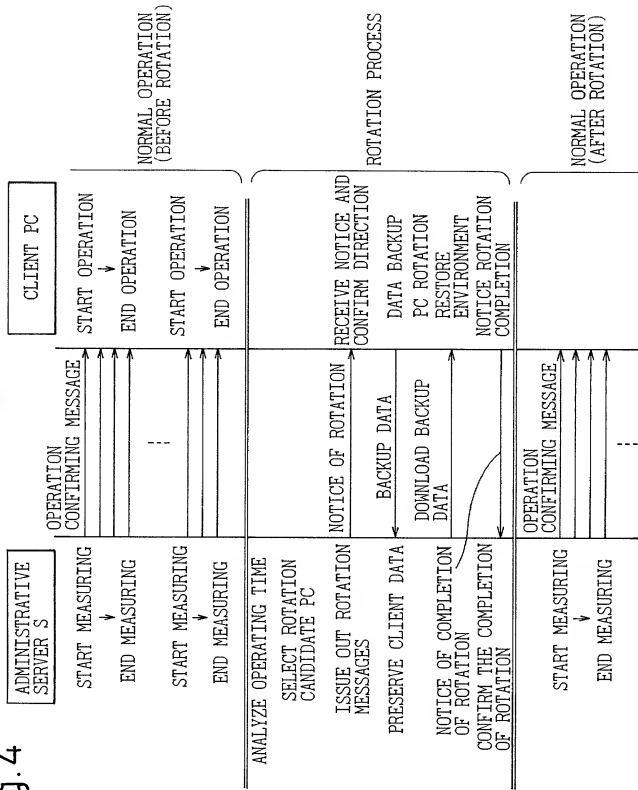 g. 4
ADMINISTRATIVE
SERVER S
CLIENT PC
OPERATION
CONFIRMING MESSAGE
START MEASURING
END MEASURING
START MEASURING
END MEASURING
START OPERATION
END OPERATION
START OPERATION
END OPERATION
NORMAL OPERATION
(BEFORE ROTATION)
ANALYZE OPERATING TIME
SELECT ROTATION
CANDIDATE PC
ISSUE OUT ROTATION
MESSAGES
NOTICE OF ROTATION
RECEIVE NOTICE AND
CONFIRM DIRECTION
PRESERVE CLIENT DATA
BACKUP DATA
DATA BACKUP
PC ROTATION
DOWNLOAD BACKUP
DATA
RESTORE
ENVIRONMENT
NOTICE OF COMPLETION
OF ROTATION
CONFIRM THE COMPLETION
OF ROTATION
NOTICE ROTATION
COMPLETION
ROTATION PROCESS
OPERATION
CONFIRMING MESSAGE
START MEASURING
END MEASURING
START OPERATION
END OPERATION
NORMAL OPERATION
(AFTER ROTATION)